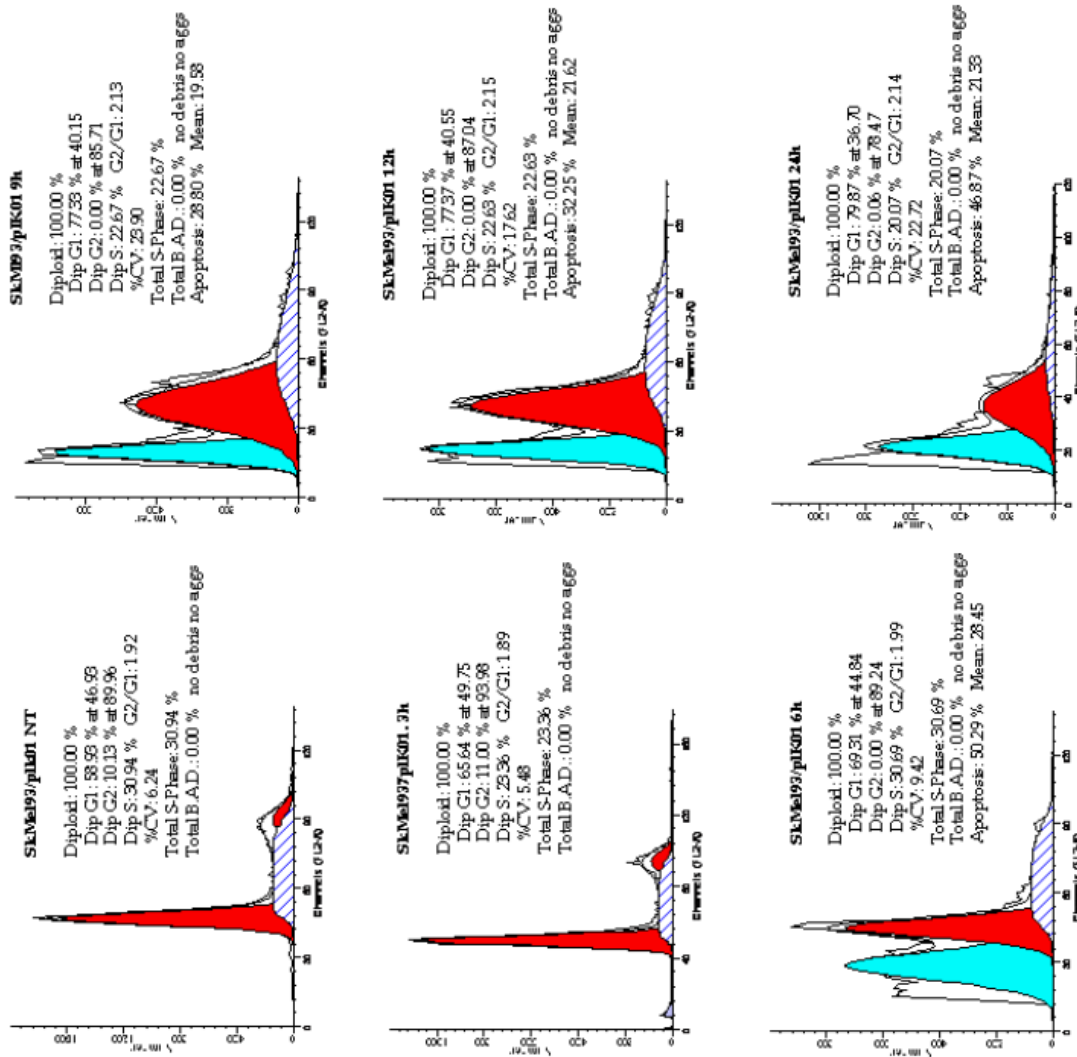 SkMel93/pIk01 NT
Diploid: 100.00 %
Dip G1: 58.93 % at 46.93
Dip G2: 10.13 % at 89.96
Dip S: 30.94 % G2/G1: 1.92
%CV: 6.24
Total S-Phase: 30.94 %
Total B.A.D.: 0.00 % no debris no aggs
Channels (FL2-A)
SkMel937pIK01. 3h
Diploid: 100.00 %
Dip G1: 65.64 % at 49.75
Dip G2: 11.00 % at 93.98
Dip S: 23.36 % G2/G1: 1.89
%CV: 5.48
Total S-Phase: 23.36 %
Total B.A.D.: 0.00 % no debris no aggs
Channels (FL2-A)
SkMel93/pIK01 6h
Diploid: 100.00 %
Dip G1: 69.31 % at 44.84
Dip G2: 0.00 % at 89.24
Dip S: 30.69 % G2/G1: 1.99
%CV: 9.42
Total S-Phase: 30.69 %
Total B.A.D.: 0.00 % no debris no aggs
Apoptosis: 50.29 % Mean: 28.45
Channels (FL2-A)
SkMl93/pIK01 9h
Diploid: 100.00 %
Dip G1: 77.33 % at 40.15
Dip G2: 0.00 % at 85.71
Dip S: 22.67 % G2/G1: 2.13
%CV: 23.90
Total S-Phase: 22.67 %
Total B.A.D.: 0.00 % no debris no aggs
Apoptosis: 28.80 % Mean: 19.58
Channels (FL2-A)
SkMel93/pIK01 12h
Diploid: 100.00 %
Dip G1: 77.37 % at 40.55
Dip G2: 0.00 % at 87.04
Dip S: 22.63 % G2/G1: 2.15
%CV: 17.62
Total S-Phase: 22.63 %
Total B.A.D.: 0.00 % no debris no aggs
Apoptosis: 32.25 % Mean: 21.62
Channels (FL2-A)
SkMel93/pIK01 24h
Diploid: 100.00 %
Dip G1: 79.87 % at 36.70
Dip G2: 0.06 % at 78.47
Dip S: 20.07 % G2/G1: 2.14
%CV: 22.72
Total S-Phase: 20.07 %
Total B.A.D.: 0.00 % no debris no aggs
Apoptosis: 46.87 % Mean: 21.33